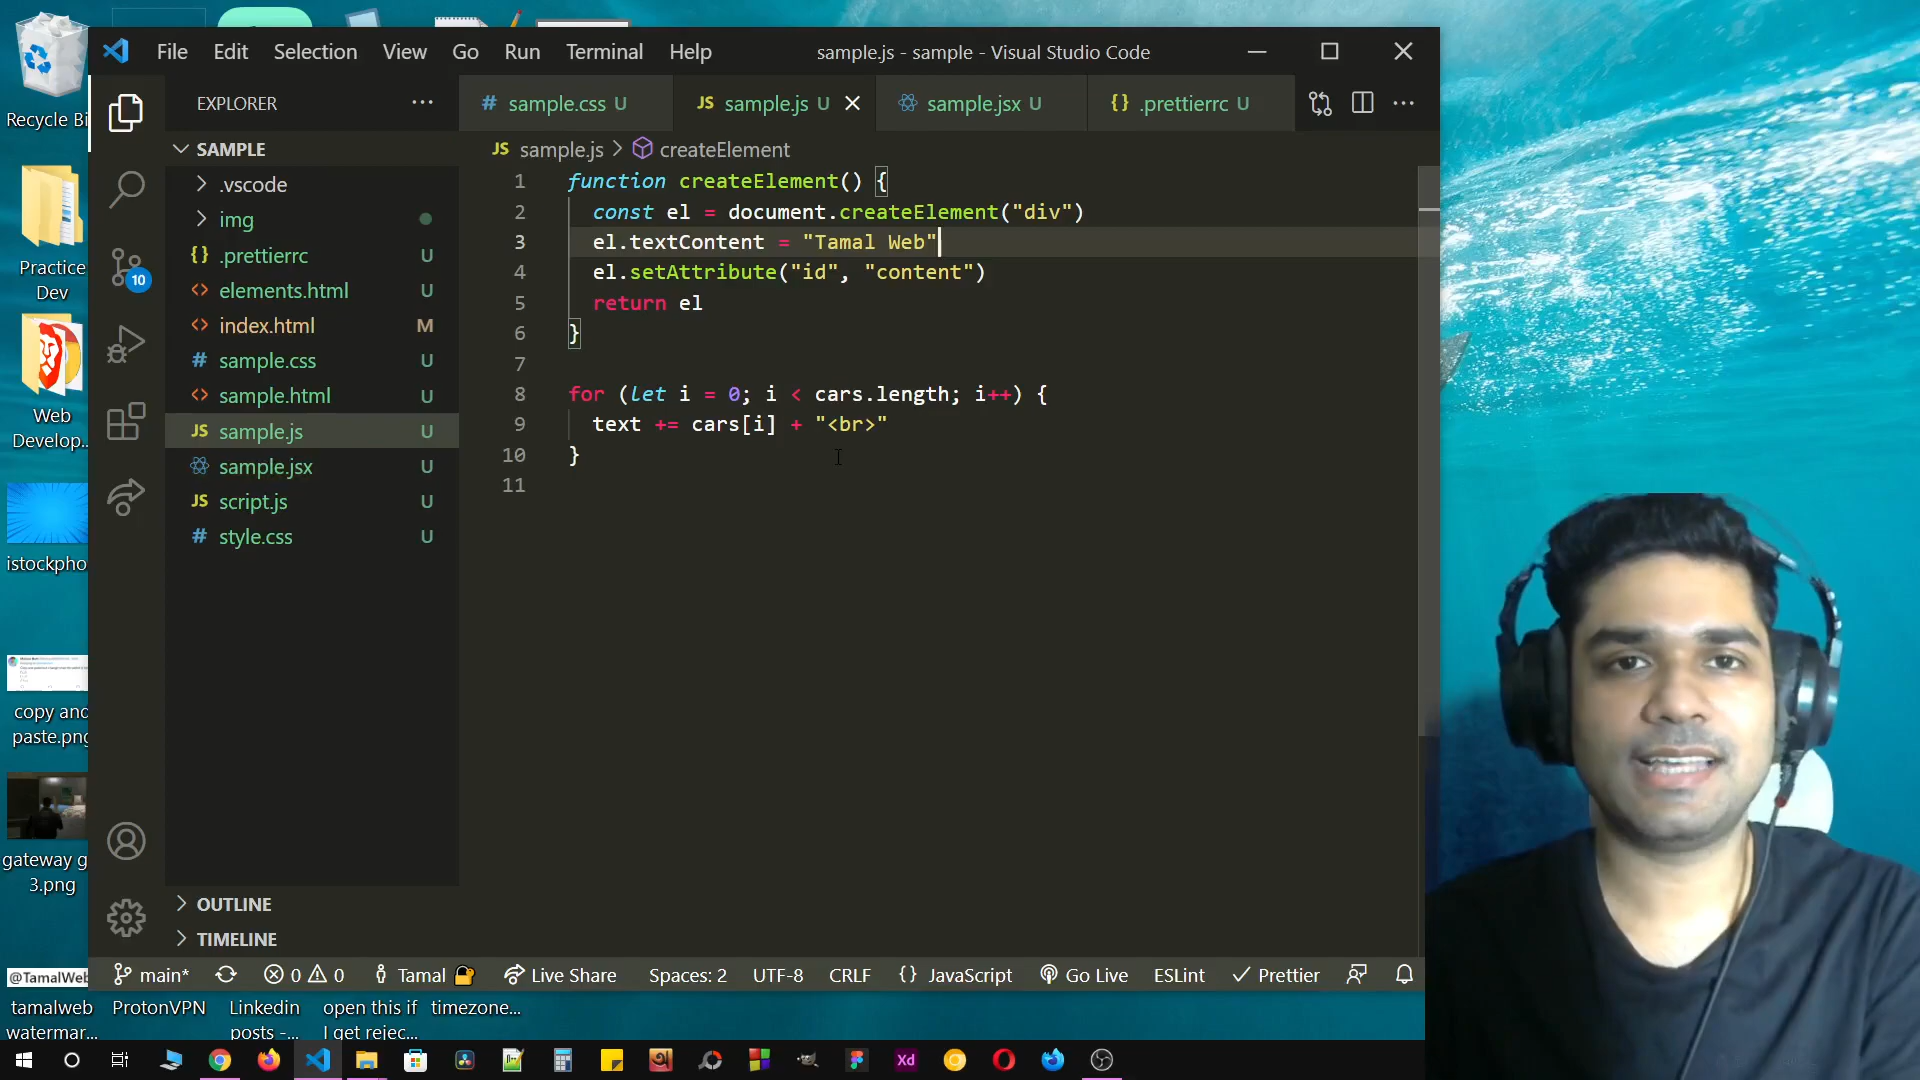 File Edit Selection View Go Run Terminal Help
sample.js - sample - Visual Studio Code
EXPLORER
# sample.css U
JS sample.js U
sample.jsx U
{} .prettierrc U
SAMPLE
JS sample.js > createElement
.vscode
img
{} .prettierrc U
<> elements.html U
<> index.html M
# sample.css U
<> sample.html U
JS sample.js U
sample.jsx U
JS script.js U
# style.css U
10
1 function createElement() {
2 const el = document.createElement("div")
3 el.textContent = "Tamal Web"
4 el.setAttribute("id", "content")
5 return el
6 }
7
8 for (let i = 0; i < cars.length; i++) {
9 text += cars[i] + "<br>"
10 }
11
OUTLINE
TIMELINE
main* 0 0 Tamal Live Share Spaces: 2 UTF-8 CRLF {} JavaScript Go Live ESLint Prettier
Recycle Bi
Practice
Dev
Web
Develop...
istockpho
copy and
paste.png
gateway g
3.png
@TamalWeb
tamalweb
watermar...
ProtonVPN
Linkedin
posts -...
open this if
I get rejec...
timezone...
Xd